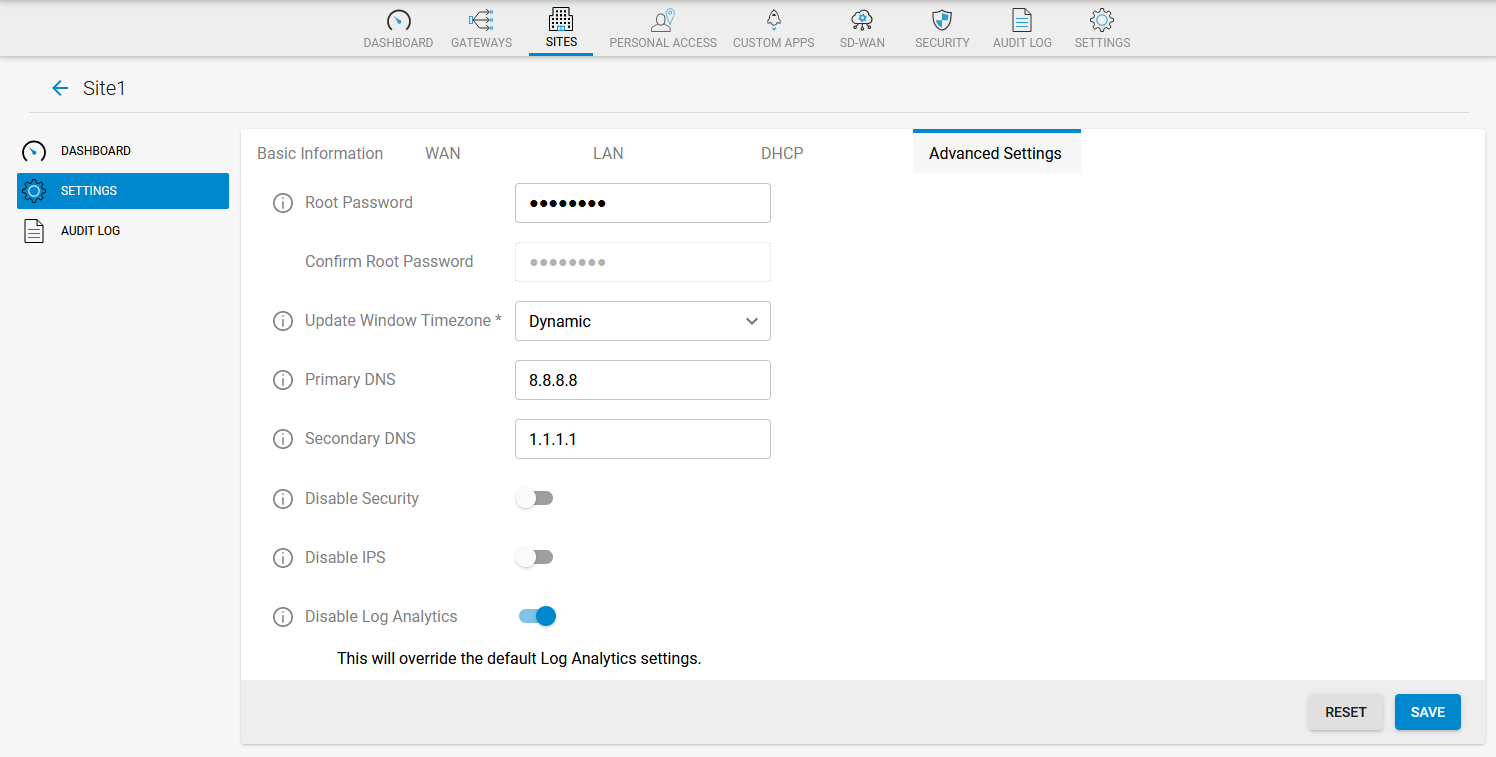 DASHBOARD GATEWAYS SITES PERSONAL ACCESS CUSTOM APPS SD-WAN SECURITY AUDIT LOG SETTINGS
Site1
DASHBOARD
SETTINGS
AUDIT LOG
Basic Information WAN LAN DHCP Advanced Settings
Root Password ••••••••
Confirm Root Password ••••••••
Update Window Timezone * Dynamic
Primary DNS 8.8.8.8
Secondary DNS 1.1.1.1
Disable Security
Disable IPS
Disable Log Analytics
This will override the default Log Analytics settings.
RESET SAVE